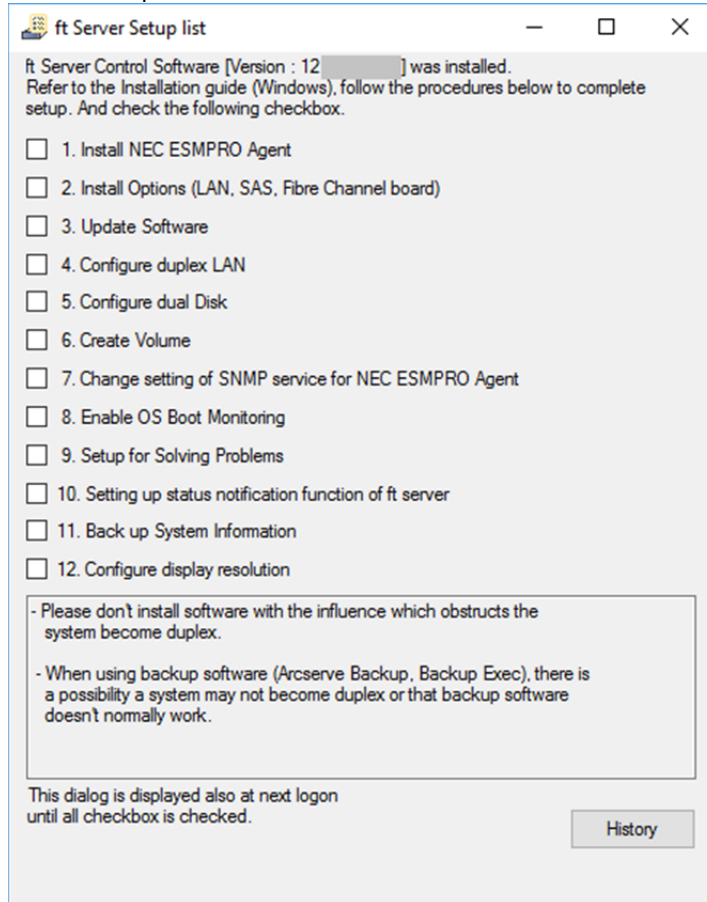 ft Server Setup list
ft Server Control Software [Version : 12 ] was installed.
Refer to the Installation guide (Windows), follow the procedures below to complete
setup. And check the following checkbox.
1. Install NEC ESMPRO Agent
2. Install Options (LAN, SAS, Fibre Channel board)
3. Update Software
4. Configure duplex LAN
5. Configure dual Disk
6. Create Volume
7. Change setting of SNMP service for NEC ESMPRO Agent
8. Enable OS Boot Monitoring
9. Setup for Solving Problems
10. Setting up status notification function of ft server
11. Back up System Information
12. Configure display resolution
- Please don't install software with the influence which obstructs the
system become duplex.
- When using backup software (Arcserve Backup, Backup Exec), there is
a possibility a system may not become duplex or that backup software
doesn't normally work.
This dialog is displayed also at next logon
until all checkbox is checked.
History